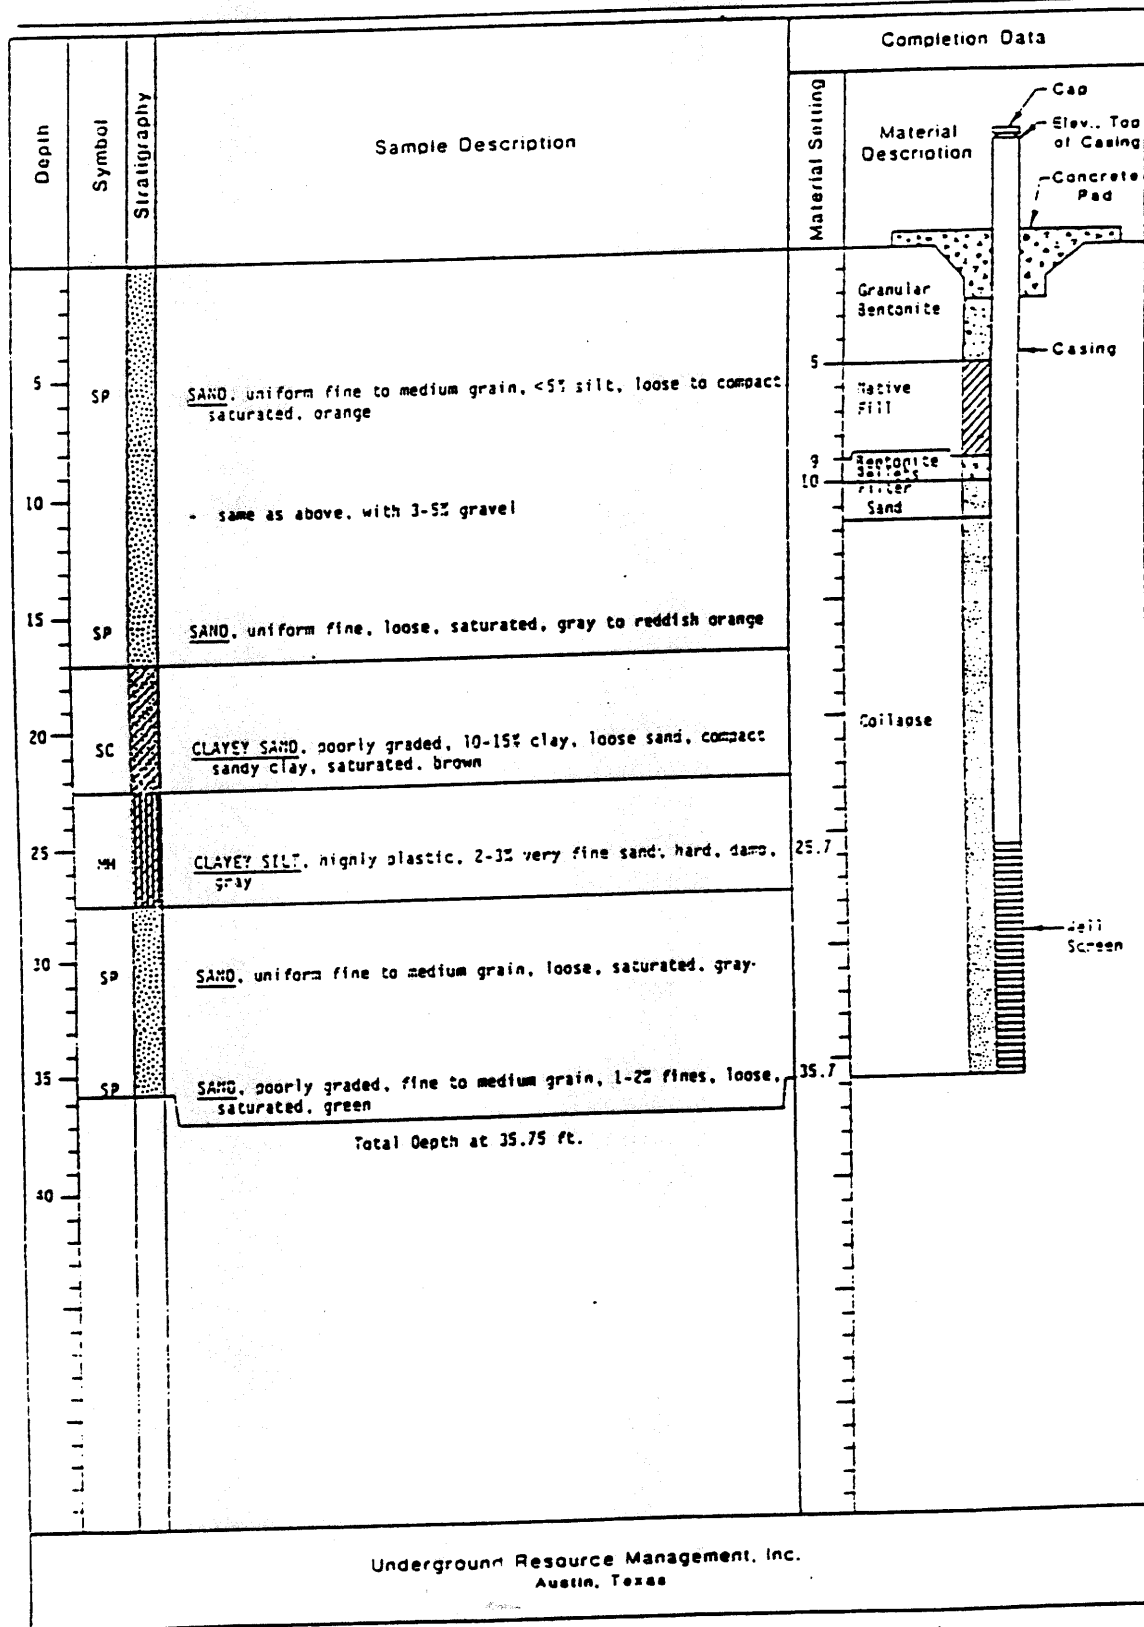 Completion Data
Depth
Symbol
Stratigraphy
Sample Description
Material Setting
Material
Description
Cap
Elev., Top
of Casing
Concrete
Pad
Granular
Bentonite
Casing
5
SP
SAND, uniform fine to medium grain, <5% silt, loose to compact
saturated, orange
5
Native
Fill
9
Bentonite
10
Filter
Sand
10
- same as above, with 3-5% gravel
15
SP
SAND, uniform fine, loose, saturated, gray to reddish orange
20
SC
CLAYEY SAND, poorly graded, 10-15% clay, loose sand, compact
sandy clay, saturated, brown
Collapse
25
MH
CLAYEY SILT, highly plastic, 2-3% very fine sand, hard, damp,
gray
25.7
30
SP
SAND, uniform fine to medium grain, loose, saturated, gray
Well
Screen
35
SP
SAND, poorly graded, fine to medium grain, 1-2% fines, loose,
saturated, green
35.7
Total Depth at 35.75 ft.
40
Underground Resource Management, Inc.
Austin, Texas